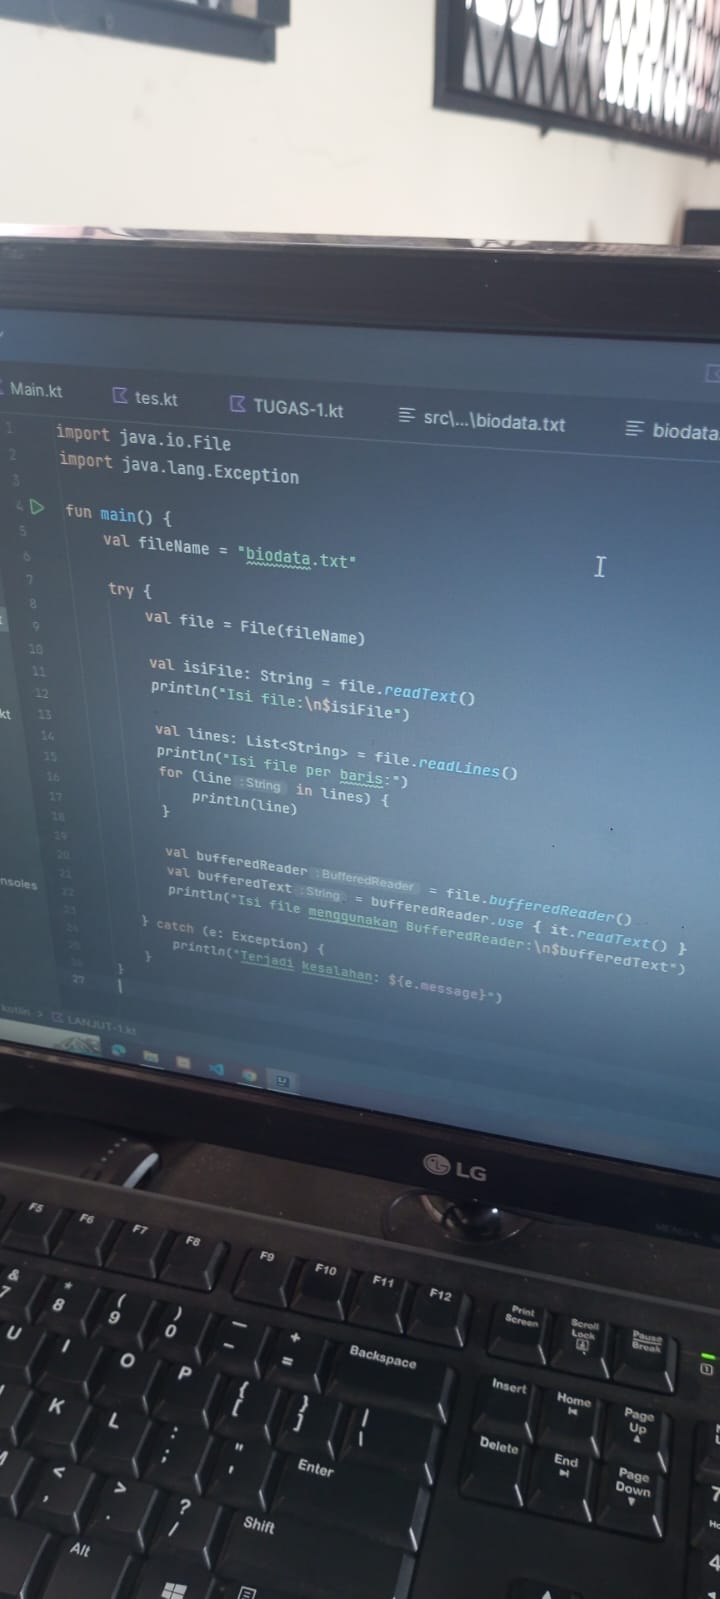 Main.kt
tes.kt
TUGAS-1.kt
src\...\biodata.txt
biodata.
1 import java.io.File
2 import java.lang.Exception
3
4 fun main() {
5 val fileName = "biodata.txt"
6
7 try {
8 val file = File(fileName)
9
10 val isiFile: String = file.readText()
11 println("Isi file:\n$isiFile")
12
13 val lines: List<String> = file.readLines()
14 println("Isi file per baris:")
15 for (line : String in lines) {
16 println(line)
17 }
18
19
20 val bufferedReader : BufferedReader = file.bufferedReader()
21 val bufferedText : String = bufferedReader.use { it.readText() }
22 println("Isi file menggunakan BufferedReader:\n$bufferedText")
23 } catch (e: Exception) {
24 println("Terjadi kesalahan: ${e.message}")
25 }
26 }
27
kt
nsoles
kotlin > LANJUT-1.kt
LG
F5 F6 F7 F8 F9 F10 F11 F12
Print Screen
Scroll Lock
Pause Break
& 7
* 8
( 9
) 0
_ -
+ =
Backspace
Insert
Home
Page Up
U I O P
{ [
} ]
| \
Delete
End
Page Down
K L
: ;
" '
Enter
7
< ,
> .
? /
Shift
4
Alt